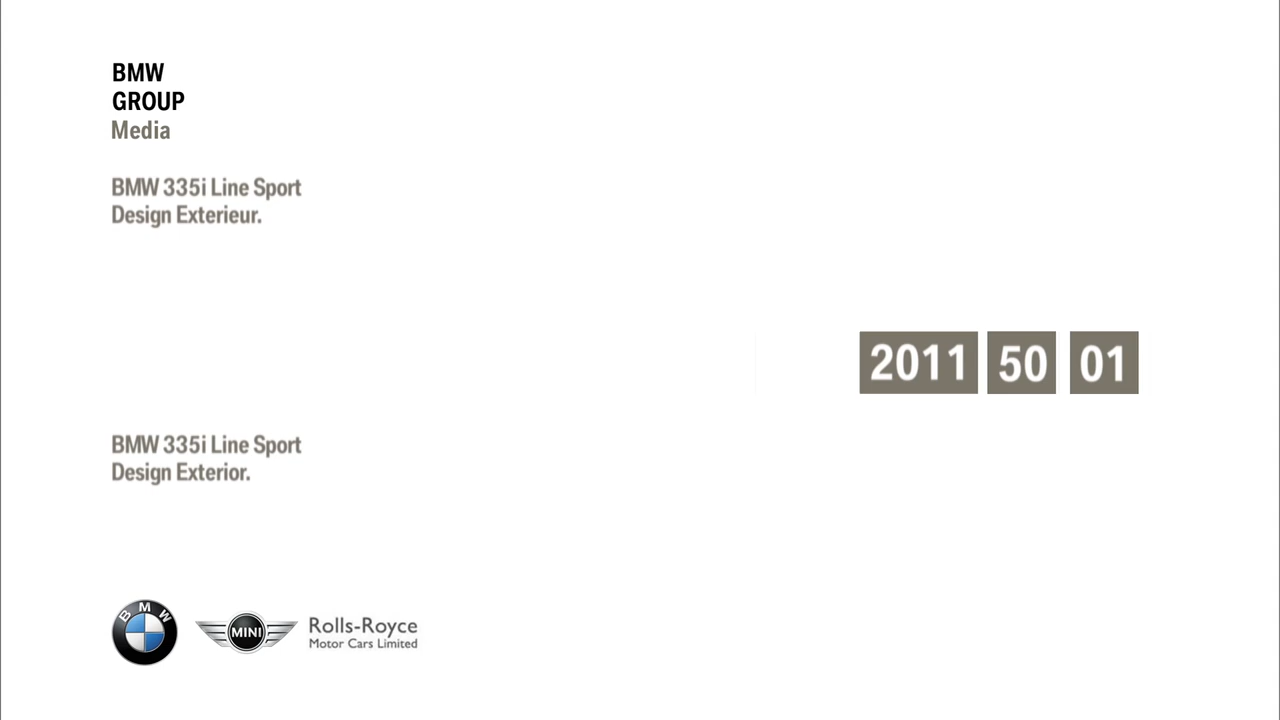 BMW
GROUP
Media
BMW 335i Line Sport
Design Exterieur.
2011 50 01
BMW 335i Line Sport
Design Exterior.
BMW MINI Rolls-Royce
Motor Cars Limited